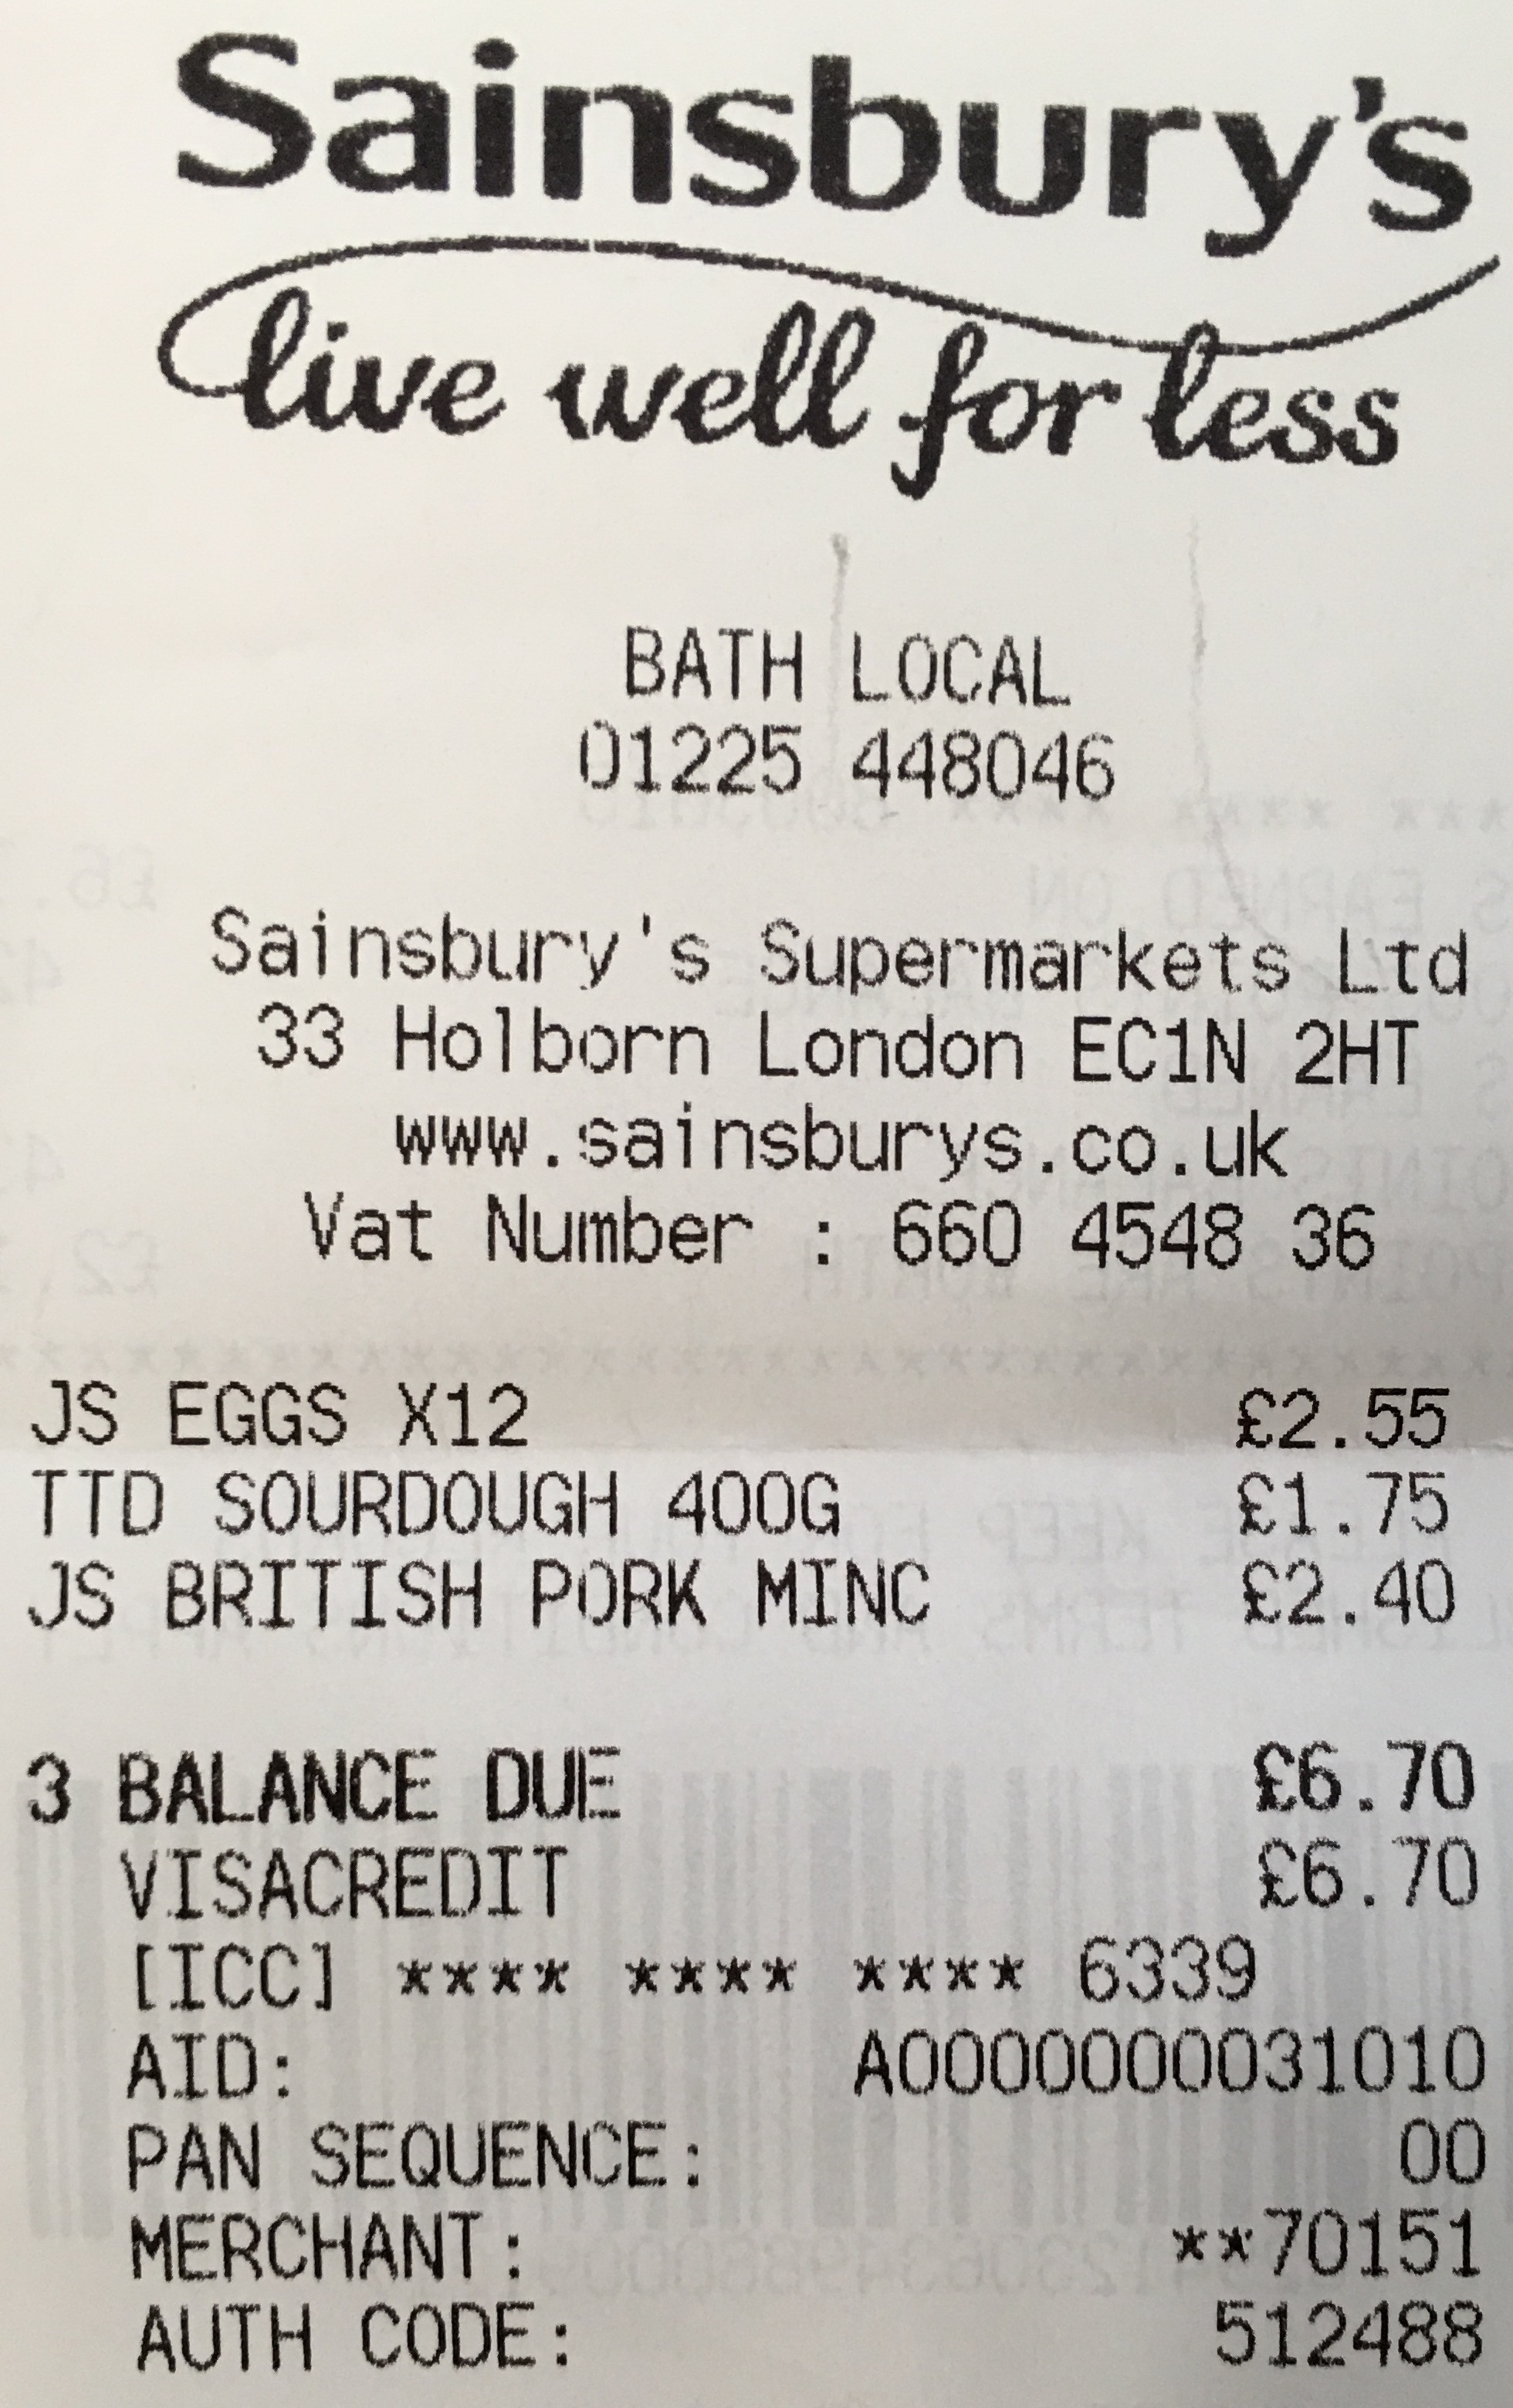 Sainsbury's
live well for less
BATH LOCAL
01225 448046
Sainsbury's Supermarkets Ltd
33 Holborn London EC1N 2HT
www.sainsburys.co.uk
Vat Number : 660 4548 36
JS EGGS X12 £2.55
TTD SOURDOUGH 400G £1.75
JS BRITISH PORK MINC £2.40
3 BALANCE DUE £6.70
VISACREDIT £6.70
[ICC] **** **** **** 6339
AID: A0000000031010
PAN SEQUENCE: 00
MERCHANT: **70151
AUTH CODE: 512488